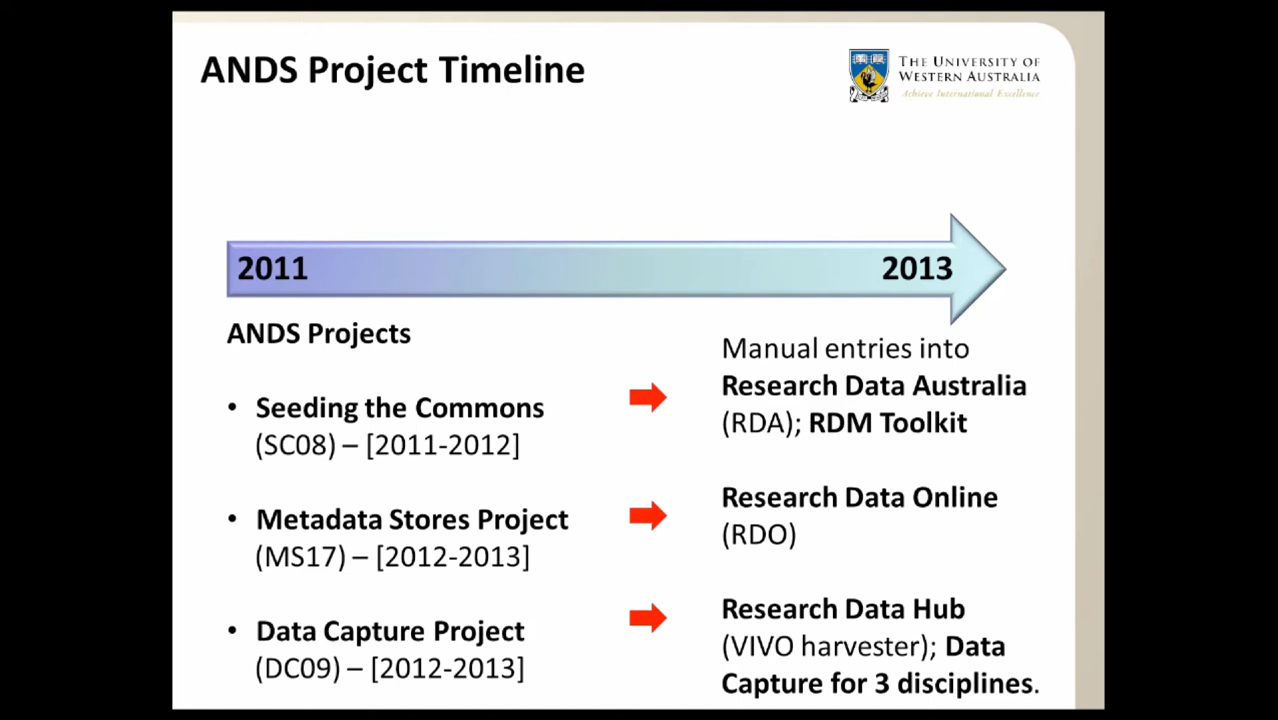 ANDS Project Timeline
THE UNIVERSITY OF
WESTERN AUSTRALIA
Achieve International Excellence
2011
2013
ANDS Projects
• Seeding the Commons
(SC08) – [2011-2012]
• Metadata Stores Project
(MS17) – [2012-2013]
• Data Capture Project
(DC09) – [2012-2013]
Manual entries into
Research Data Australia
(RDA); RDM Toolkit
Research Data Online
(RDO)
Research Data Hub
(VIVO harvester); Data
Capture for 3 disciplines.